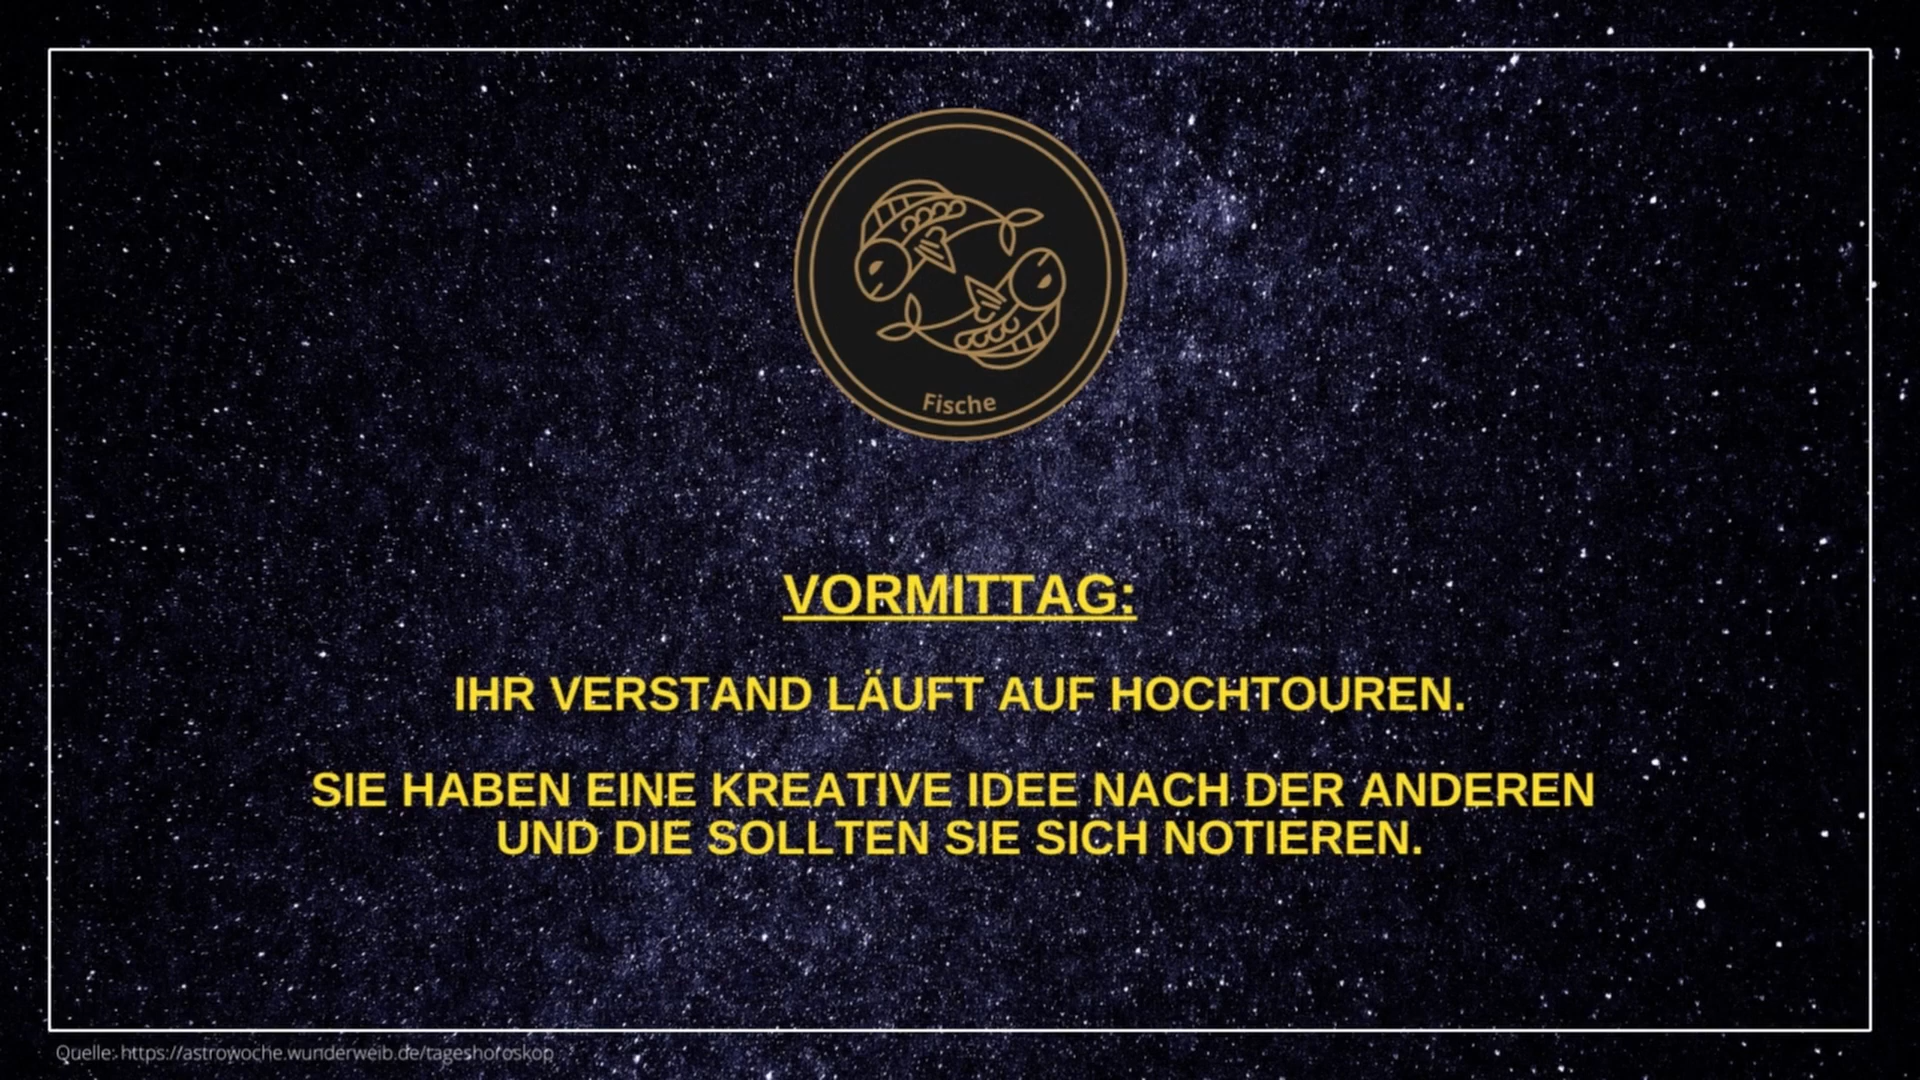 Fische
VORMITTAG:
IHR VERSTAND LÄUFT AUF HOCHTOUREN.
SIE HABEN EINE KREATIVE IDEE NACH DER ANDEREN
UND DIE SOLLTEN SIE SICH NOTIEREN.
Quelle: https://astrowoche.wunderweib.de/tageshoroskop